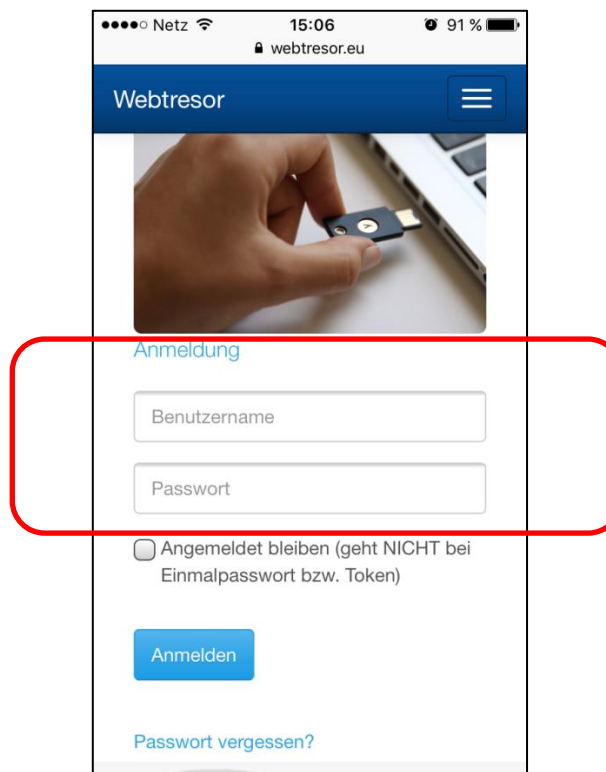 Netz 15:06 91 %
webtresor.eu
Webtresor
Anmeldung
Benutzername
Passwort
Angemeldet bleiben (geht NICHT bei
Einmalpasswort bzw. Token)
Anmelden
Passwort vergessen?